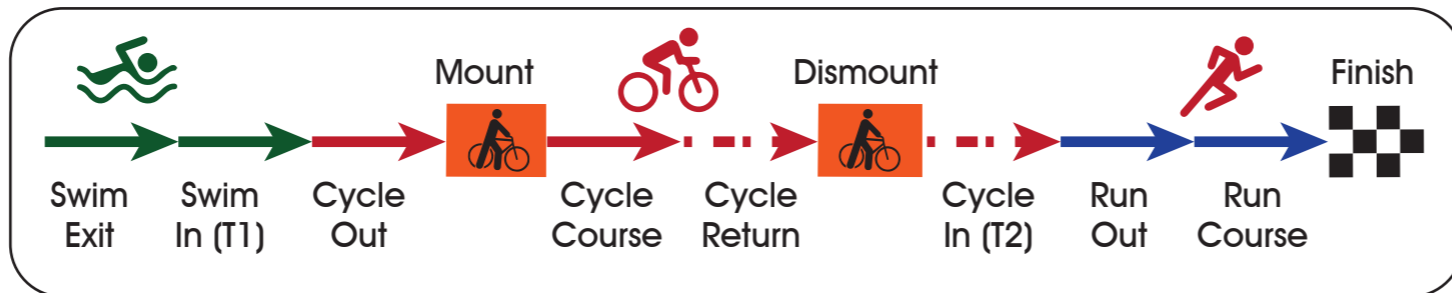 Mount
Dismount
Finish
Swim
Exit
Swim
In (T1)
Cycle
Out
Cycle
Course
Cycle
Return
Cycle
In (T2)
Run
Out
Run
Course